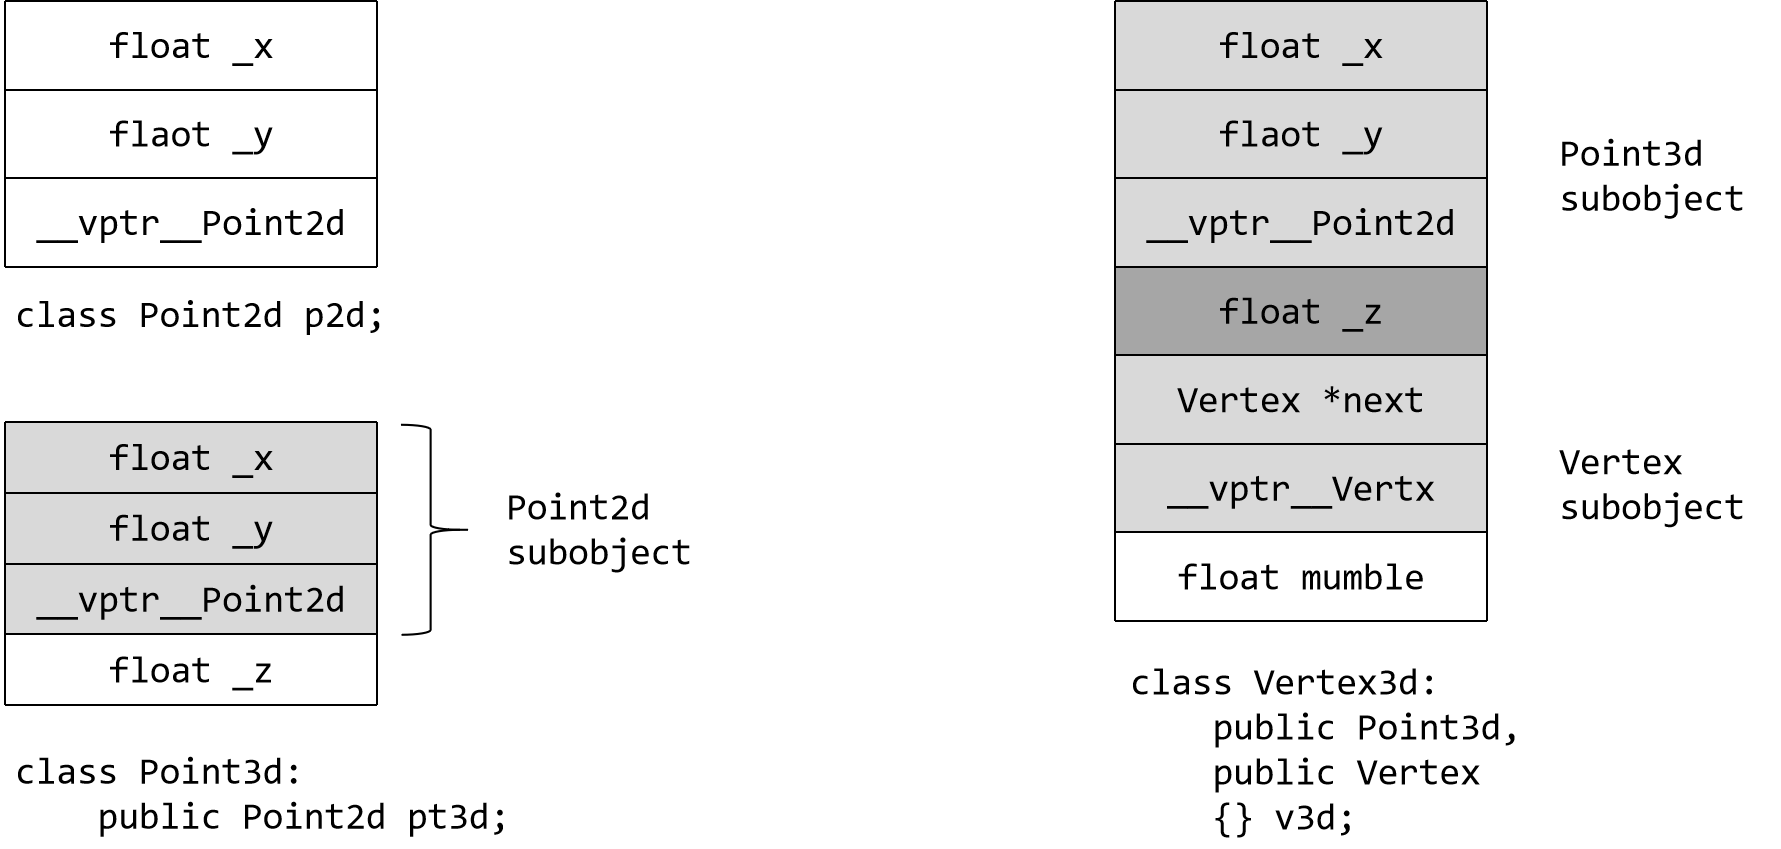 float _x
flaot _y
__vptr__Point2d
class Point2d p2d;
float _x
float _y
__vptr__Point2d
float _z
Point2d
subobject
class Point3d:
    public Point2d pt3d;
float _x
flaot _y
__vptr__Point2d
float _z
Vertex *next
__vptr__Vertx
float mumble
Point3d
subobject
Vertex
subobject
class Vertex3d:
    public Point3d,
    public Vertex
    {} v3d;